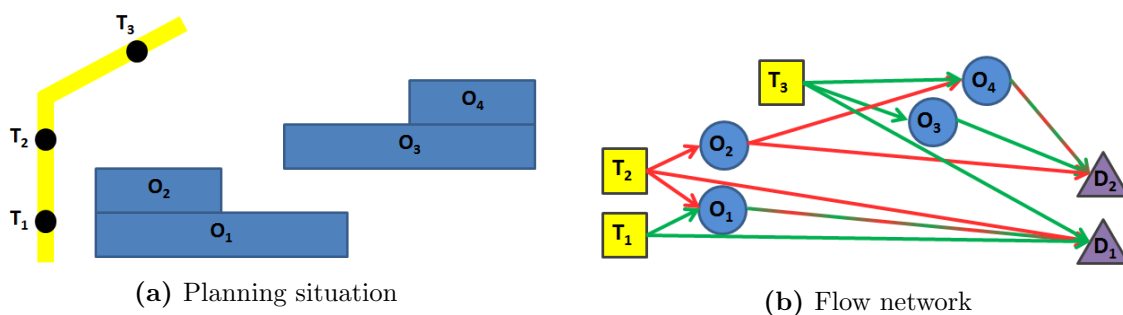 T3
T2
T1
O4
O3
O2
O1
(a) Planning situation
T3
O4
O3
O2
T2
D2
O1
T1
D1
(b) Flow network